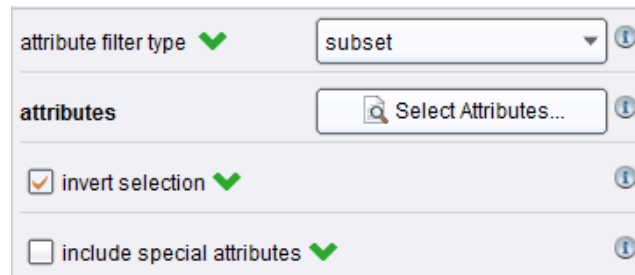 attribute filter type subset
attributes Select Attributes...
invert selection
include special attributes